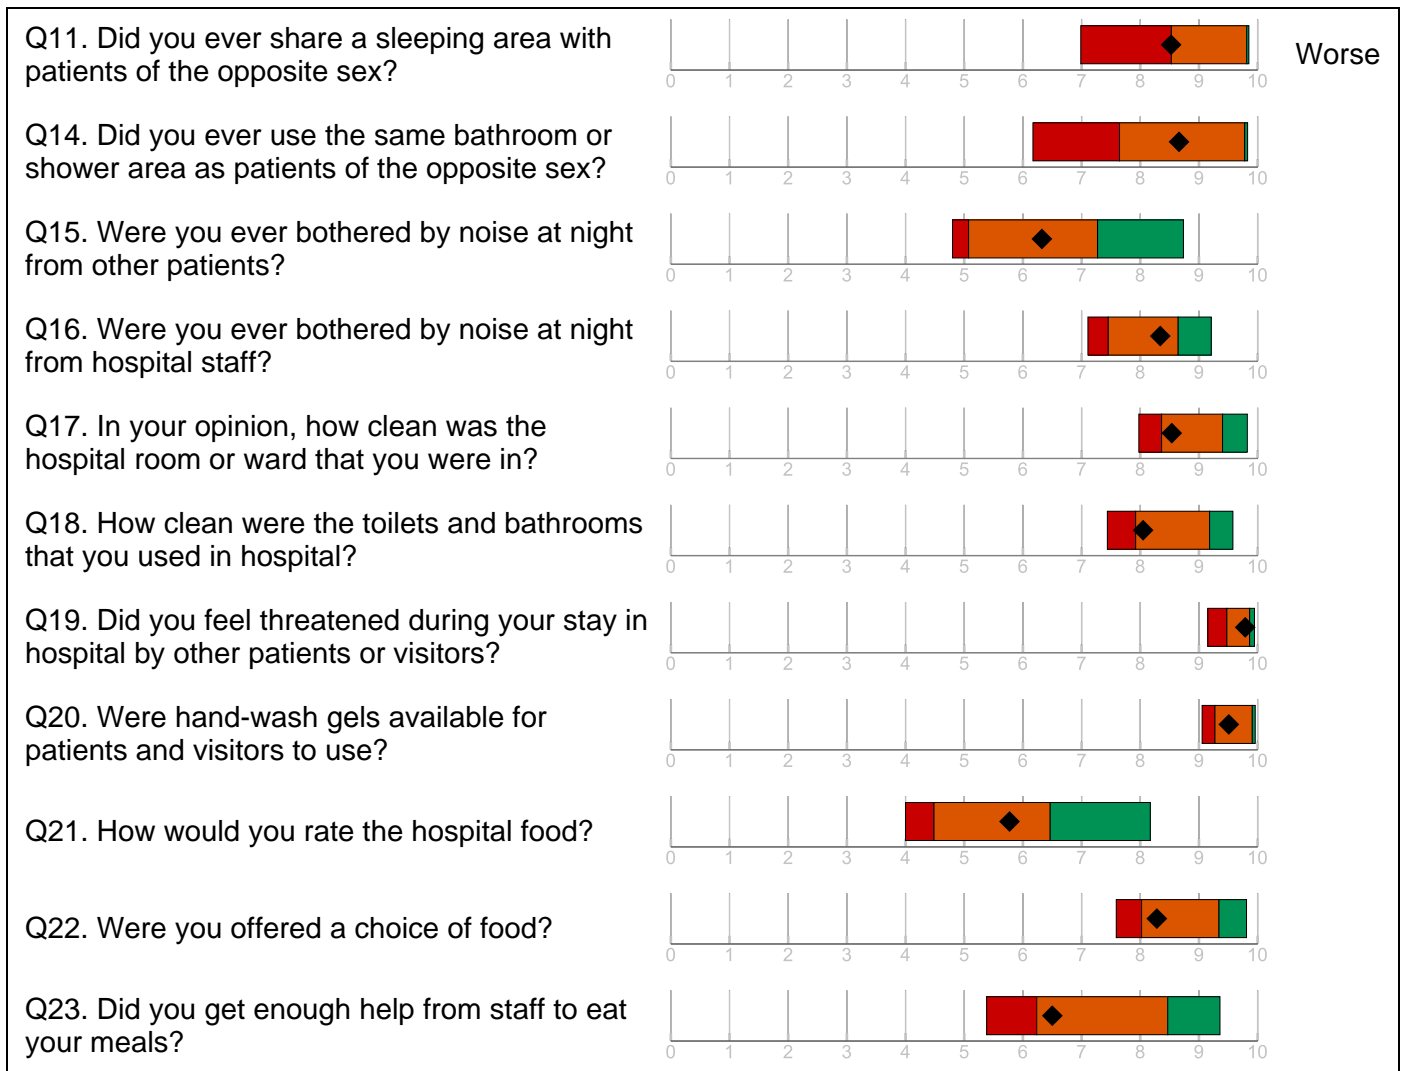 Q11. Did you ever share a sleeping area with
patients of the opposite sex?
0 1 2 3 4 5 6 7 8 9 10
Worse
Q14. Did you ever use the same bathroom or
shower area as patients of the opposite sex?
0 1 2 3 4 5 6 7 8 9 10
Q15. Were you ever bothered by noise at night
from other patients?
0 1 2 3 4 5 6 7 8 9 10
Q16. Were you ever bothered by noise at night
from hospital staff?
0 1 2 3 4 5 6 7 8 9 10
Q17. In your opinion, how clean was the
hospital room or ward that you were in?
0 1 2 3 4 5 6 7 8 9 10
Q18. How clean were the toilets and bathrooms
that you used in hospital?
0 1 2 3 4 5 6 7 8 9 10
Q19. Did you feel threatened during your stay in
hospital by other patients or visitors?
0 1 2 3 4 5 6 7 8 9 10
Q20. Were hand-wash gels available for
patients and visitors to use?
0 1 2 3 4 5 6 7 8 9 10
Q21. How would you rate the hospital food?
0 1 2 3 4 5 6 7 8 9 10
Q22. Were you offered a choice of food?
0 1 2 3 4 5 6 7 8 9 10
Q23. Did you get enough help from staff to eat
your meals?
0 1 2 3 4 5 6 7 8 9 10